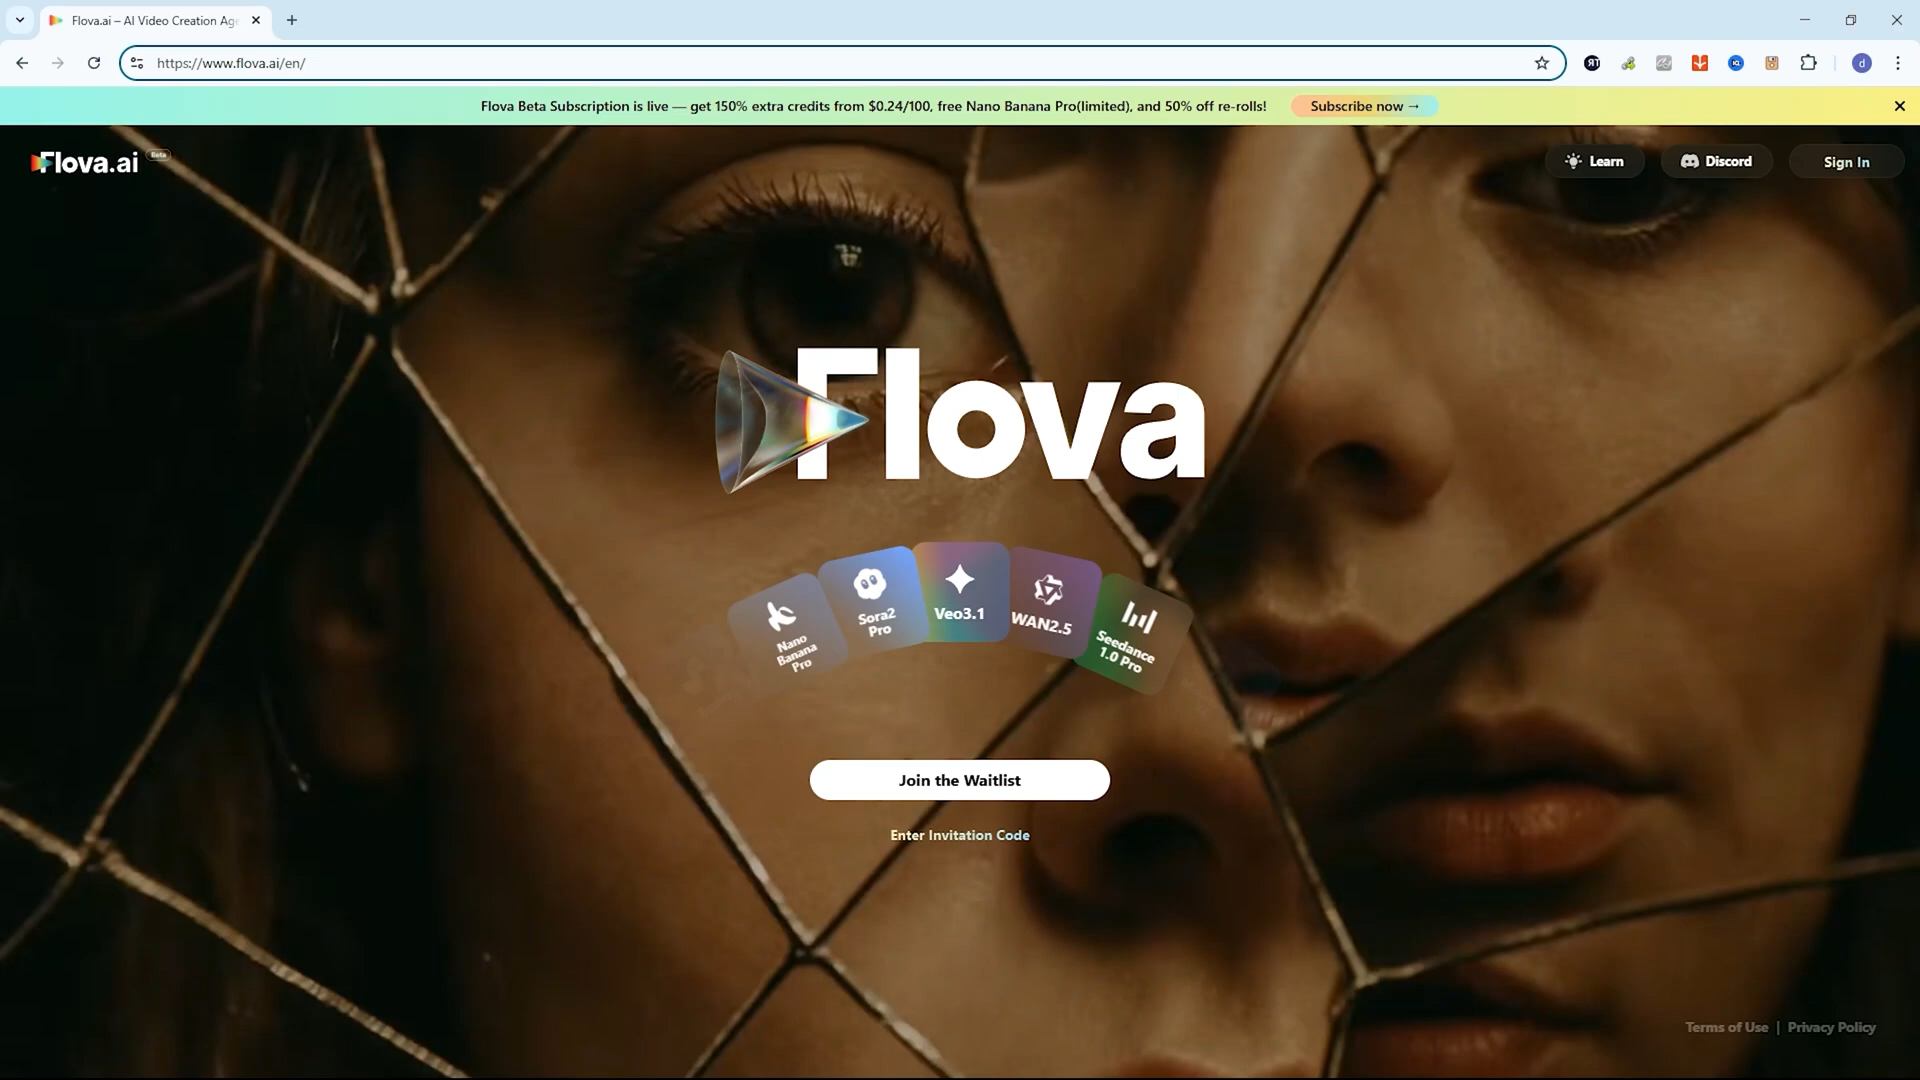 Flova.ai – AI Video Creation Age
https://www.flova.ai/en/
d
Flova Beta Subscription is live — get 150% extra credits from $0.24/100, free Nano Banana Pro(limited), and 50% off re-rolls!
Subscribe now →
Flova.ai
Beta
Learn
Discord
Sign In
Flova
Nano
Banana
Pro
Sora2
Pro
Veo3.1
WAN2.5
Seedance
1.0 Pro
Join the Waitlist
Enter Invitation Code
Terms of Use | Privacy Policy